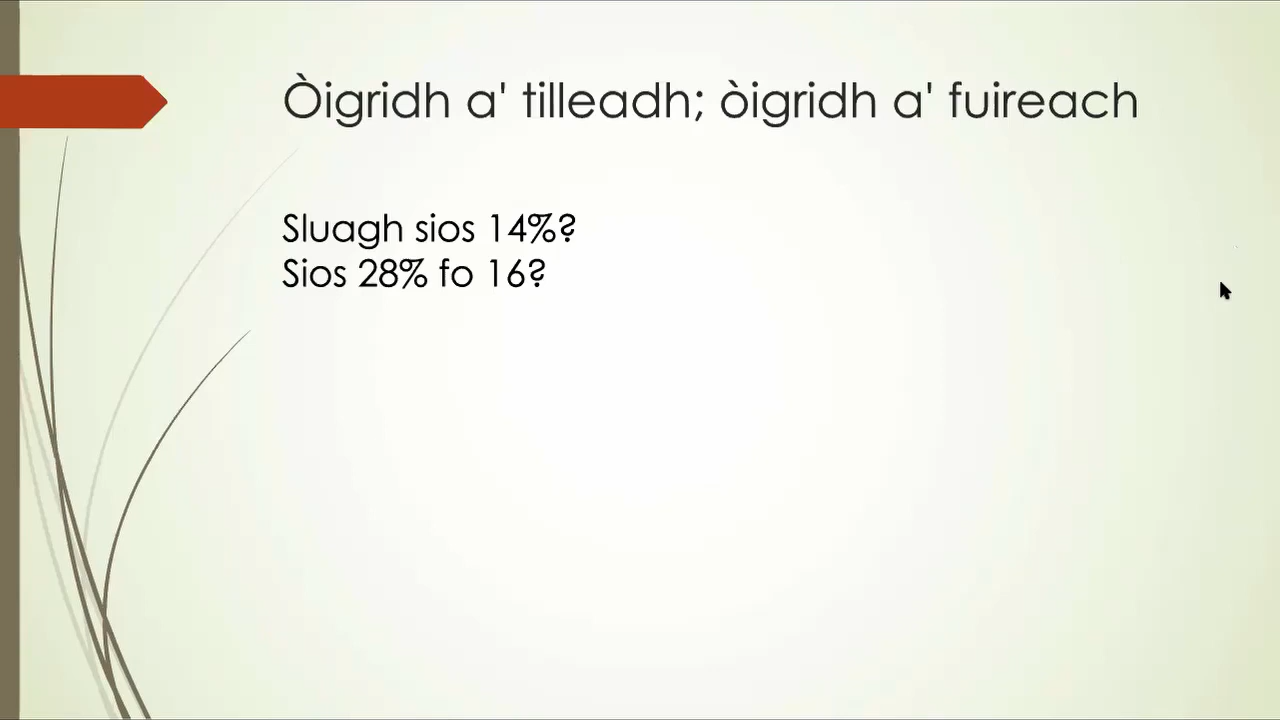 Òigridh a' tilleadh; òigridh a' fuireach
Sluagh sios 14%?
Sios 28% fo 16?